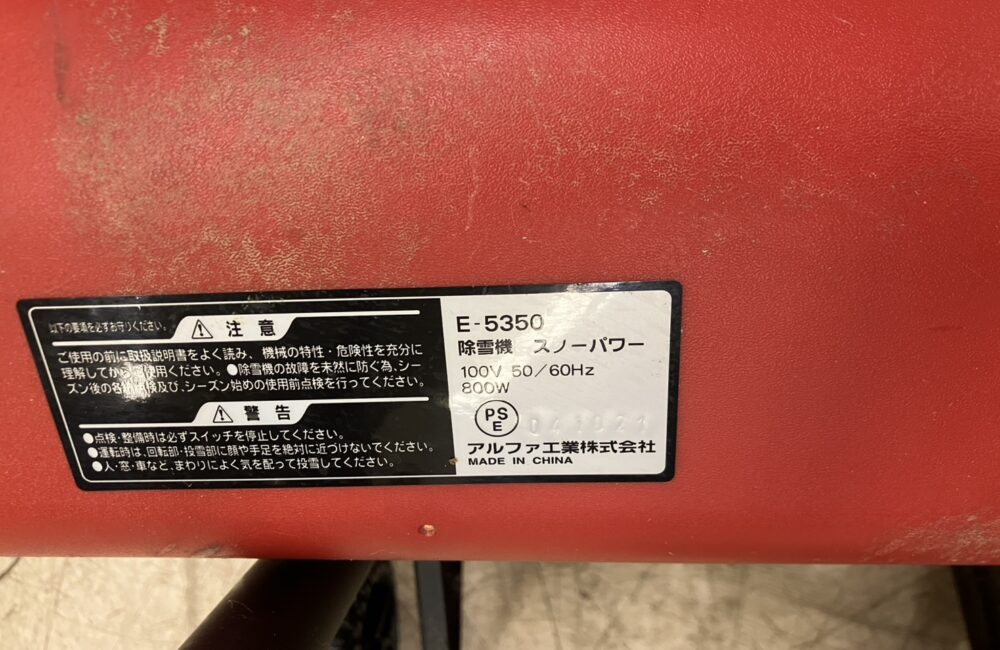 以下の要項を必ずお守りください。
注意
ご使用の前に取扱説明書をよく読み、機械の特性・危険性を充分に
理解してからご使用ください。●除雪機の故障を未然に防ぐ為、シー
ズン後の各納点検及び、シーズン始めの使用前点検を行ってください。
警告
●点検・整備時は必ずスイッチを停止してください。
●運転時は、回転部・投雪部に顔や手足を絶対に近づけないでください。
●人・窓・車など、まわりによく気を配って投雪してください。
E-5350
除雪機 スノーパワー
100V 50/60Hz
800W
PS
E
041021
アルファ工業株式会社
MADE IN CHINA